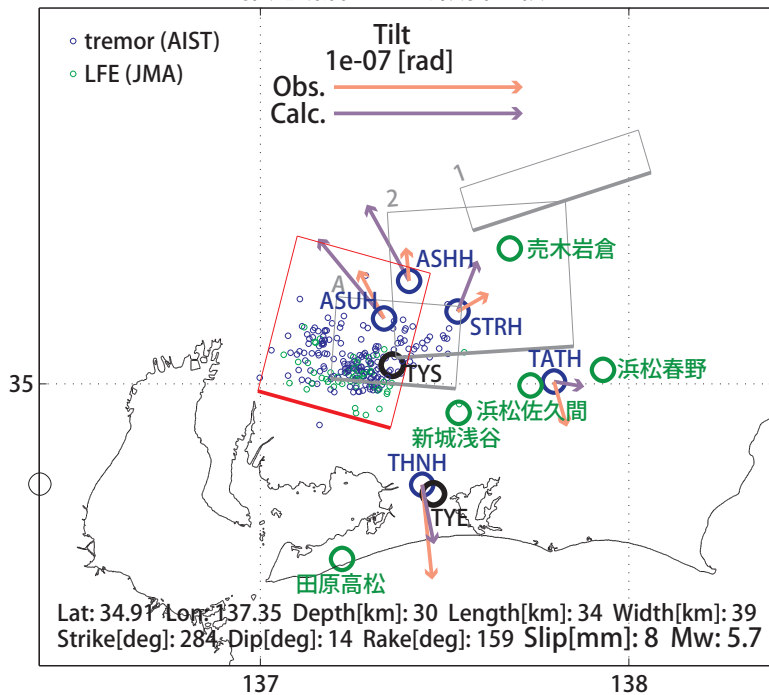 tremor (AIST)
LFE (JMA)
Tilt
1e-07 [rad]
Obs.
Calc.
1
2
A
ASHH
売木岩倉
ASUH
STRH
TYS
TATH
浜松春野
35
浜松佐久間
新城浅谷
THNH
TYE
田原高松
Lat: 34.91 Lon: 137.35 Depth[km]: 30 Length[km]: 34 Width[km]: 39
Strike[deg]: 284 Dip[deg]: 14 Rake[deg]: 159 Slip[mm]: 8 Mw: 5.7
137
138